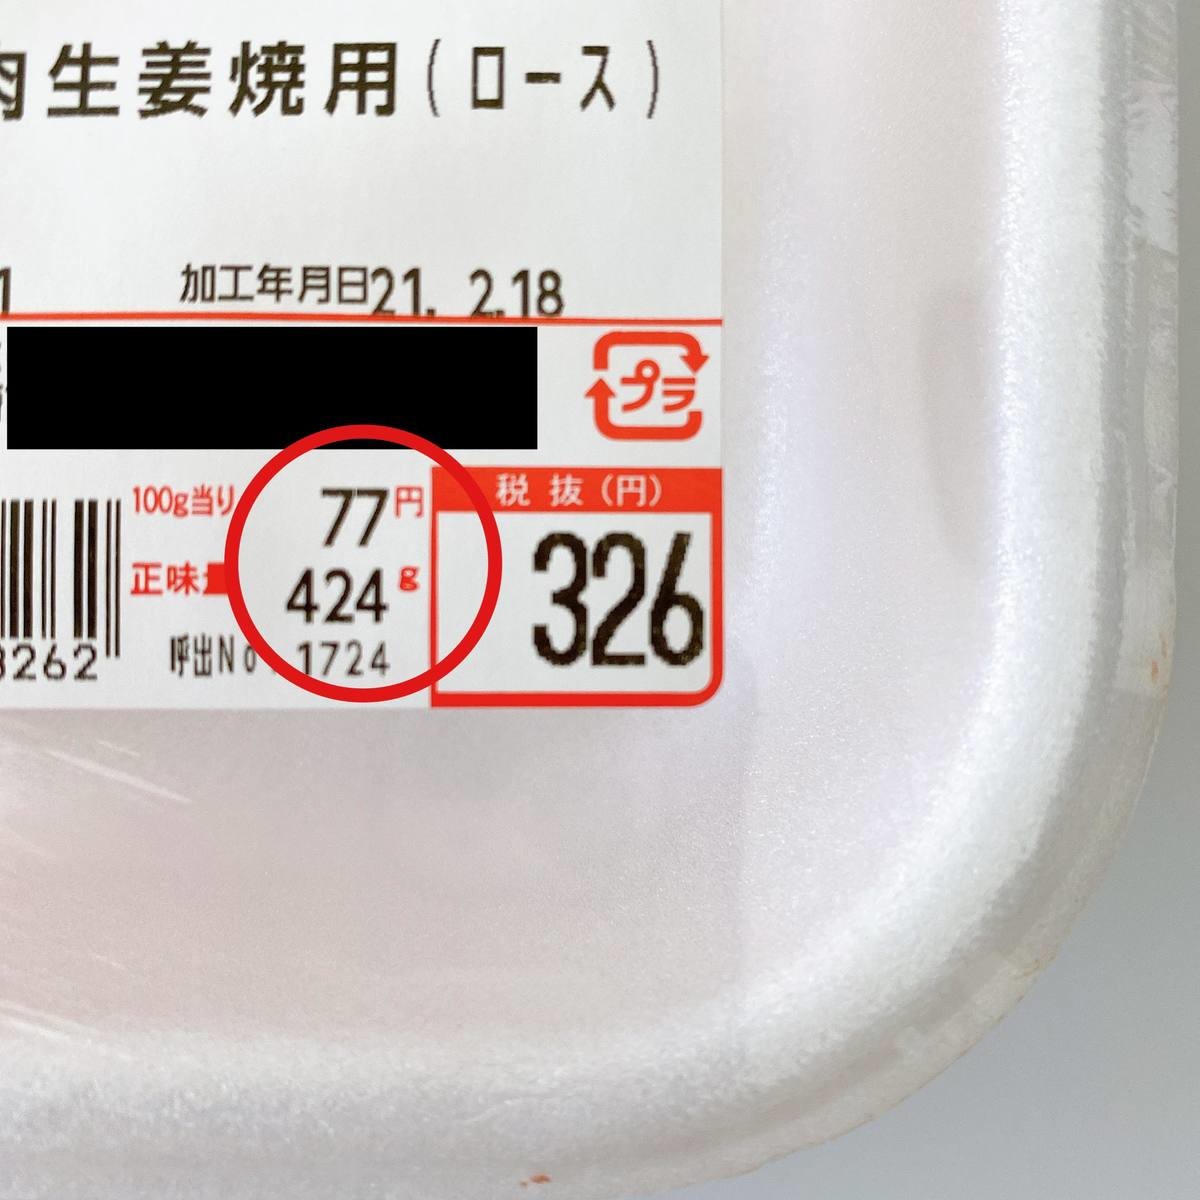 肉生姜焼用(ロース)
1 加工年月日21. 2.18
プラ
100g当り 77円
税抜(円)
正味量 424g
326
呼出No. 1724
3262